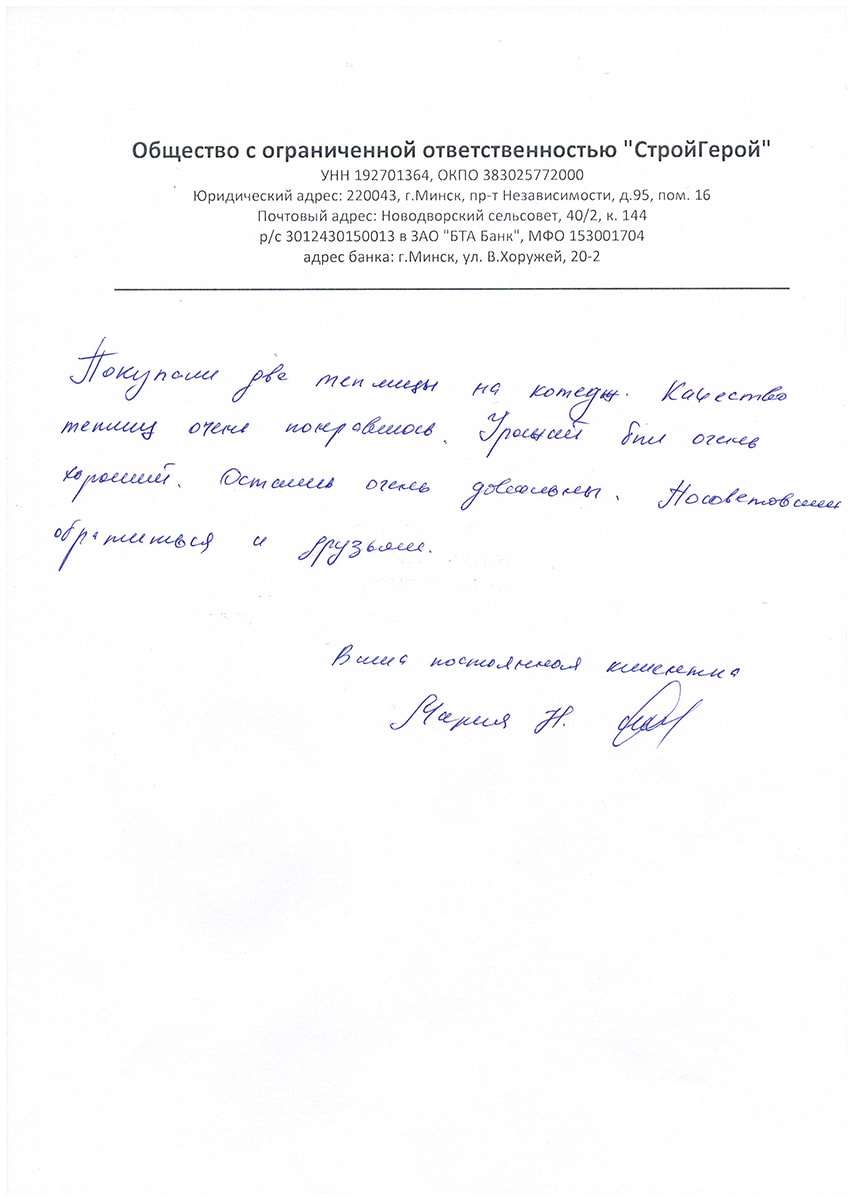 Общество с ограниченной ответственностью "СтройГерой"
УНН 192701364, ОКПО 383025772000
Юридический адрес: 220043, г.Минск, пр-т Независимости, д.95, пом. 16
Почтовый адрес: Новодворский сельсовет, 40/2, к. 144
р/с 3012430150013 в ЗАО "БТА Банк", МФО 153001704
адрес банка: г.Минск, ул. В.Хоружей, 20-2
Покупали две теплицы на котедж. Качество
теплиц очень понравилось. Урожай был очень
хороший. Остались очень довольны. Посоветовали
обратиться и друзьям.
Ваша постоянная клиентка
Мария Н.